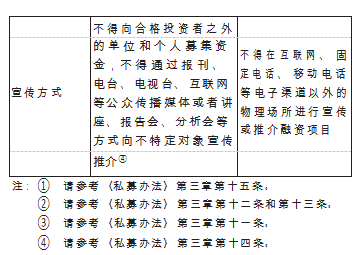 宣传方式
不得向合格投资者之外
的单位和个人募集资
金，不得通过报刊、
电台、电视台、互联网
等公众传播媒体或者讲
座、报告会、分析会等
方式向不特定对象宣传
推介④
不得在互联网、固
定电话、移动电话
等电子渠道以外的
物理场所进行宣传
或推介融资项目
注：① 请参考《私募办法》第三章第十五条。
② 请参考《私募办法》第三章第十二条和第十三条。
③ 请参考《私募办法》第三章第十一条。
④ 请参考《私募办法》第三章第十四条。